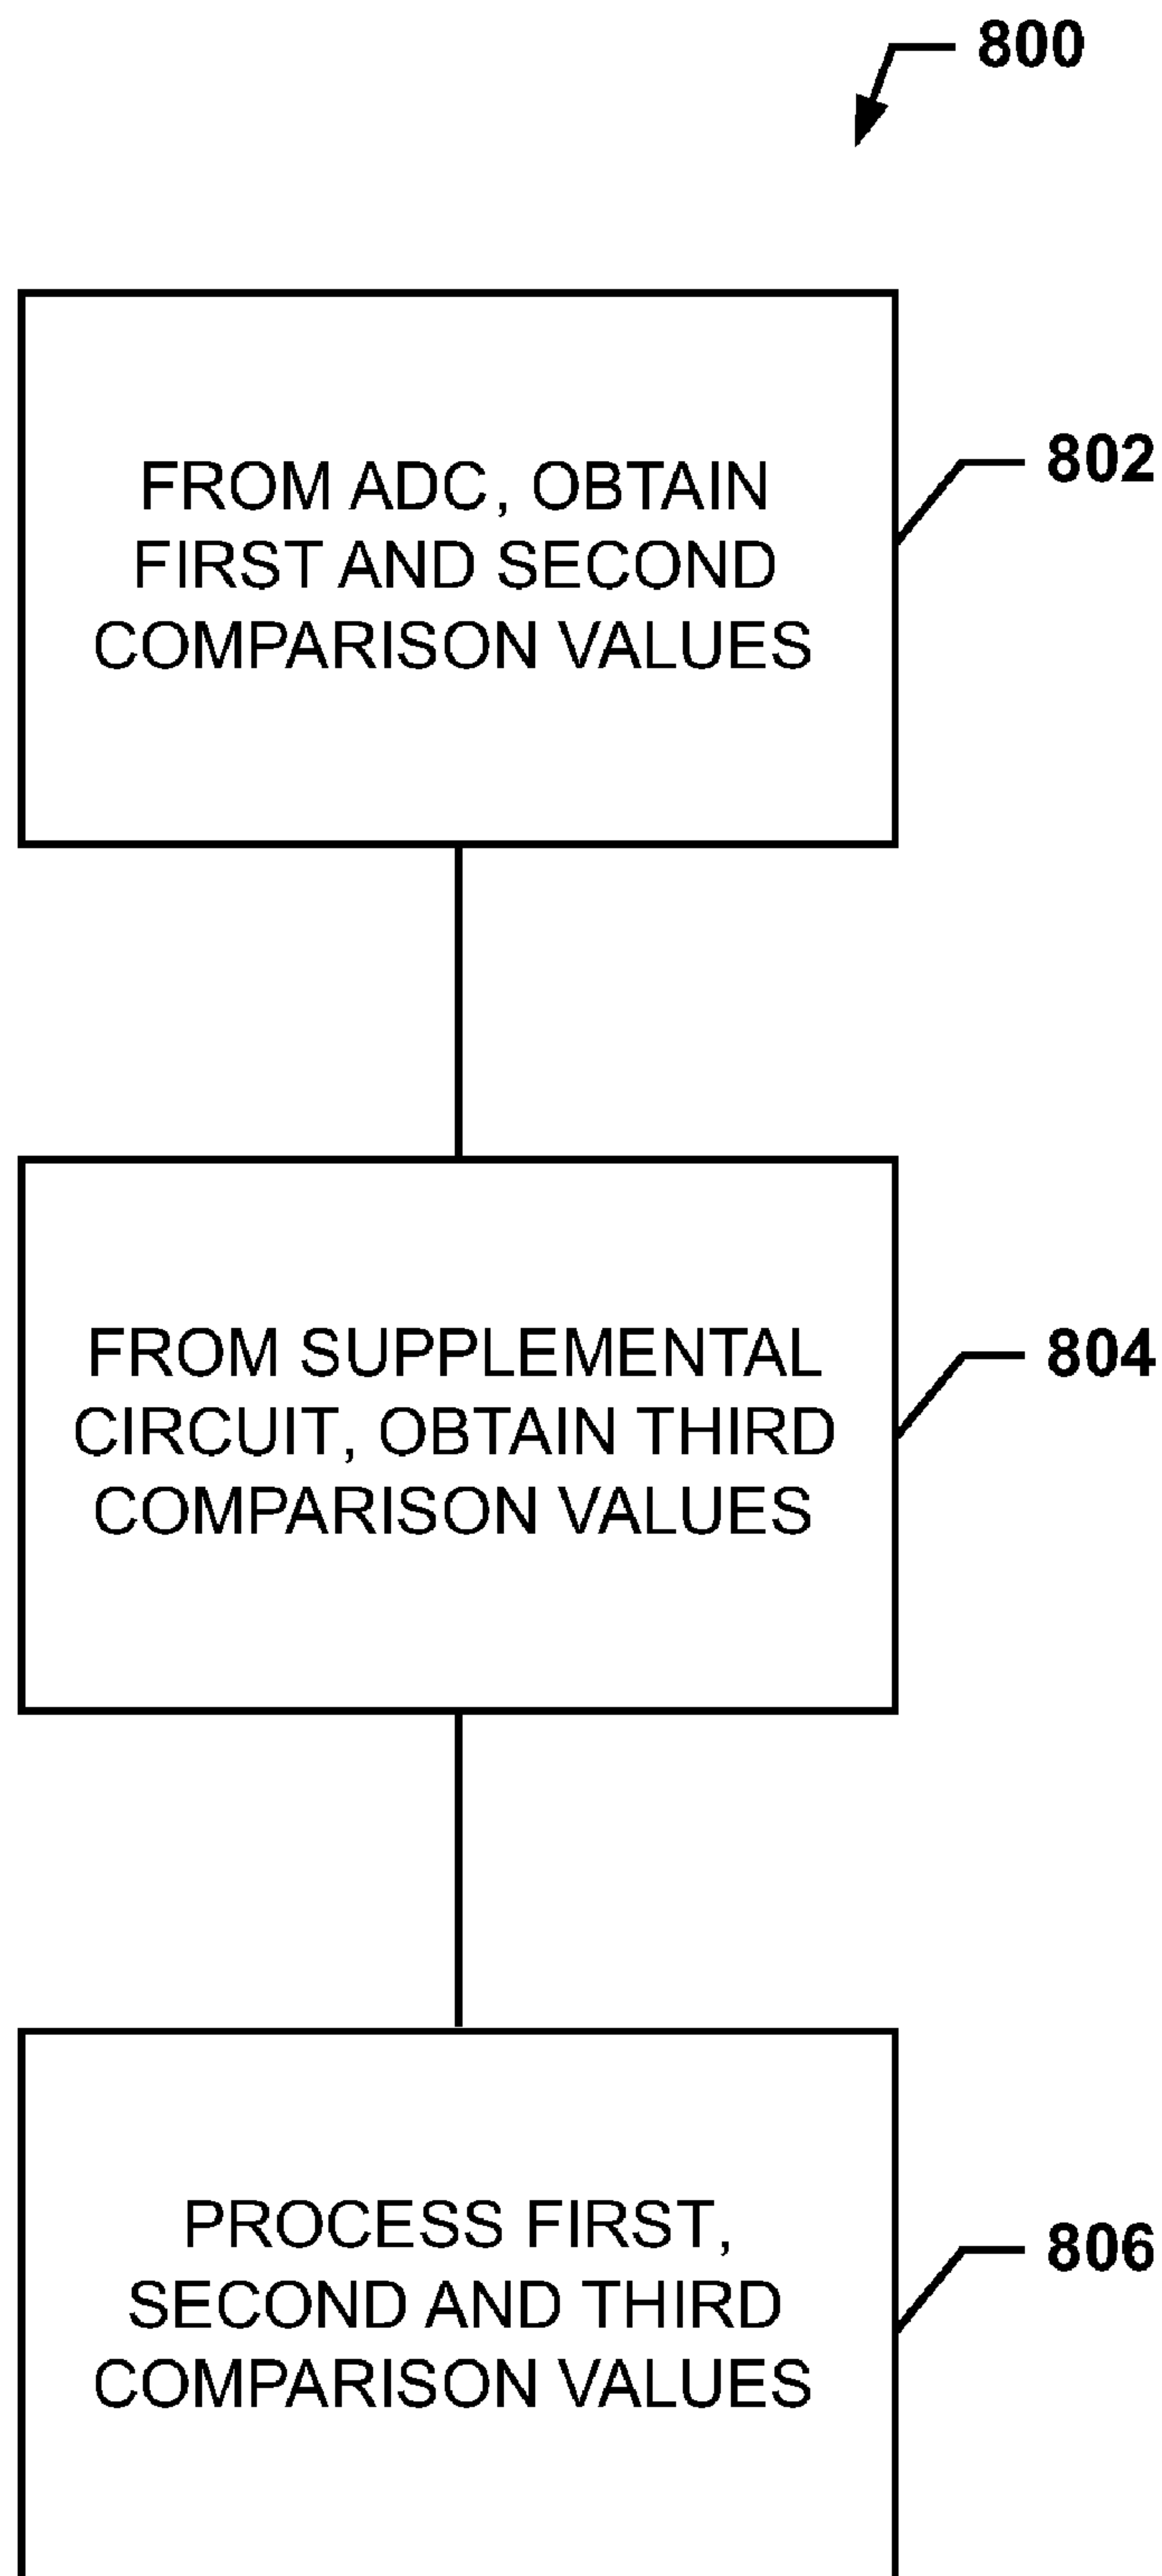 800
FROM ADC, OBTAIN
FIRST AND SECOND
COMPARISON VALUES
802
FROM SUPPLEMENTAL
CIRCUIT, OBTAIN THIRD
COMPARISON VALUES
804
PROCESS FIRST,
SECOND AND THIRD
COMPARISON VALUES
806